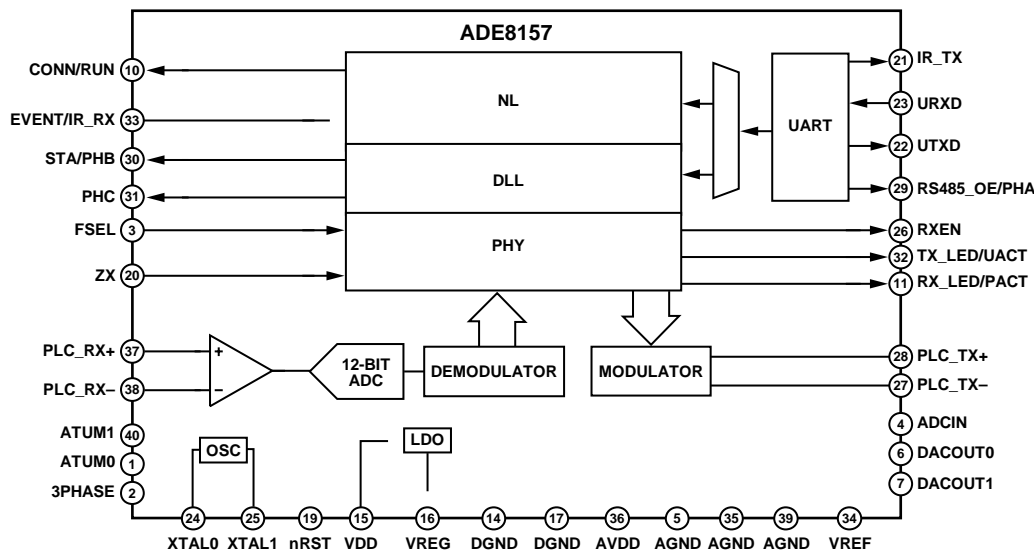 ADE8157
CONN/RUN 10
EVENT/IR_RX 33
STA/PHB 30
PHC 31
FSEL 3
ZX 20
PLC_RX+ 37
PLC_RX– 38
ATUM1 40
ATUM0 1
3PHASE 2
NL
DLL
PHY
UART
+
–
12-BIT
ADC
DEMODULATOR
MODULATOR
OSC
LDO
21 IR_TX
23 URXD
22 UTXD
29 RS485_OE/PHA
26 RXEN
32 TX_LED/UACT
11 RX_LED/PACT
28 PLC_TX+
27 PLC_TX–
4 ADCIN
6 DACOUT0
7 DACOUT1
24 25 19 15 16 14 17 36 5 35 39 34
XTAL0 XTAL1 nRST VDD VREG DGND DGND AVDD AGND AGND AGND VREF